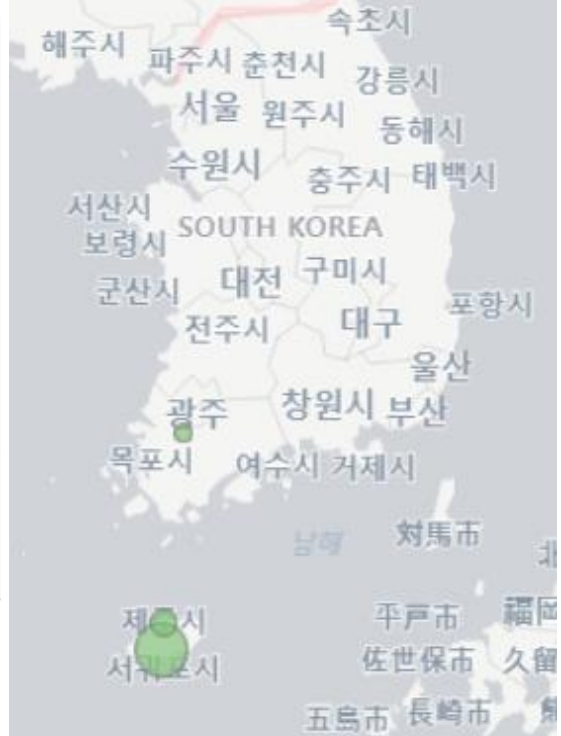 속초시
해주시
파주시 춘천시
강릉시
서울 원주시
동해시
수원시
충주시 태백시
서산시
SOUTH KOREA
보령시
대전 구미시
군산시
포항시
전주시 대구
울산
광주 창원시 부산
목포시 여수시 거제시
남해 対馬市
北
제주시 平戸市 福岡
서귀포시 佐世保市 久留
五島市 長崎市